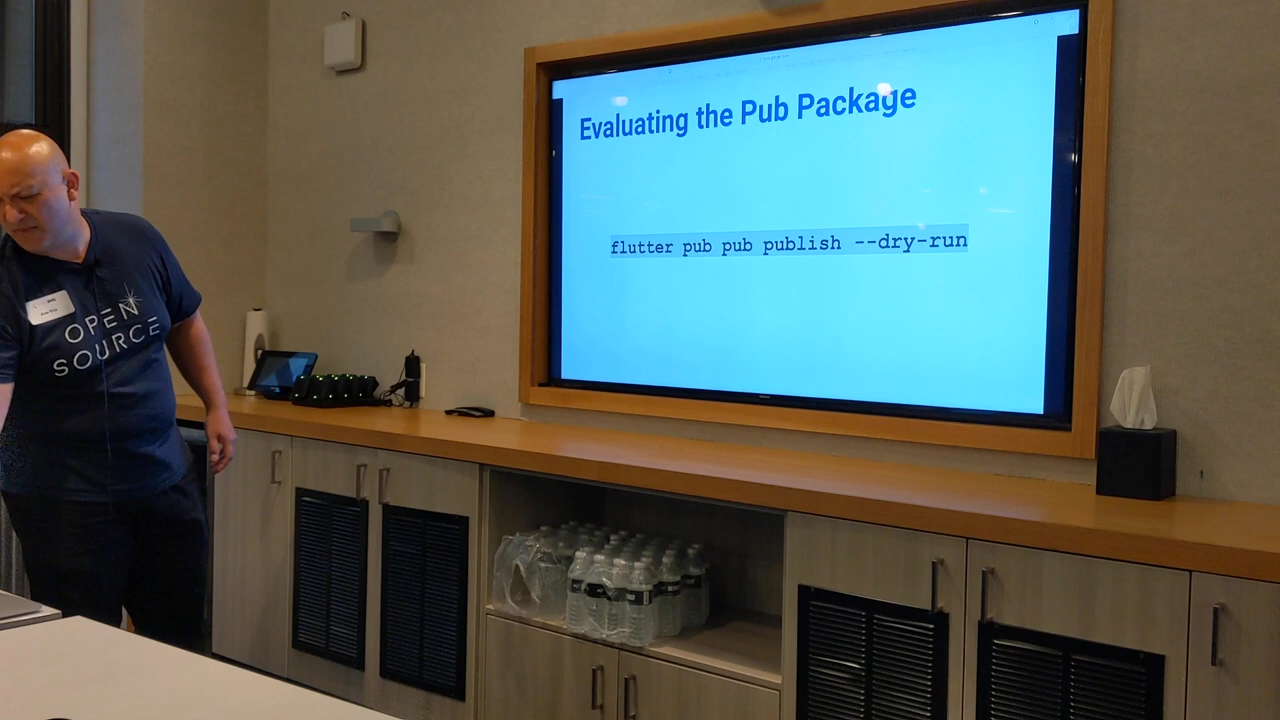 Evaluating the Pub Package
flutter pub pub publish --dry-run
OPEN
SOURCE